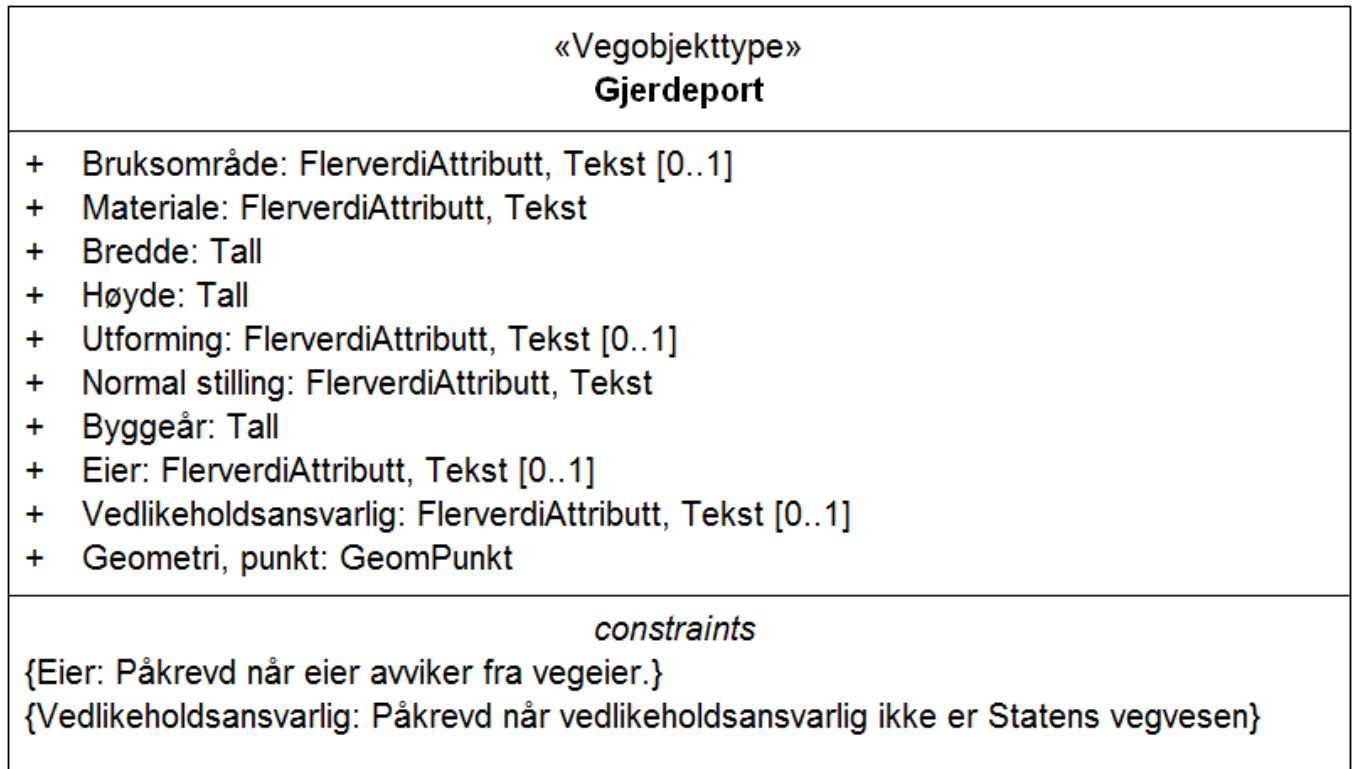 «Vegobjekttype»
Gjerdeport
+ Bruksområde: FlerverdiAttributt, Tekst [0..1]
+ Materiale: FlerverdiAttributt, Tekst
+ Bredde: Tall
+ Høyde: Tall
+ Utforming: FlerverdiAttributt, Tekst [0..1]
+ Normal stilling: FlerverdiAttributt, Tekst
+ Byggeår: Tall
+ Eier: FlerverdiAttributt, Tekst [0..1]
+ Vedlikeholdsansvarlig: FlerverdiAttributt, Tekst [0..1]
+ Geometri, punkt: GeomPunkt
constraints
{Eier: Påkrevd når eier avviker fra vegeier.}
{Vedlikeholdsansvarlig: Påkrevd når vedlikeholdsansvarlig ikke er Statens vegvesen}